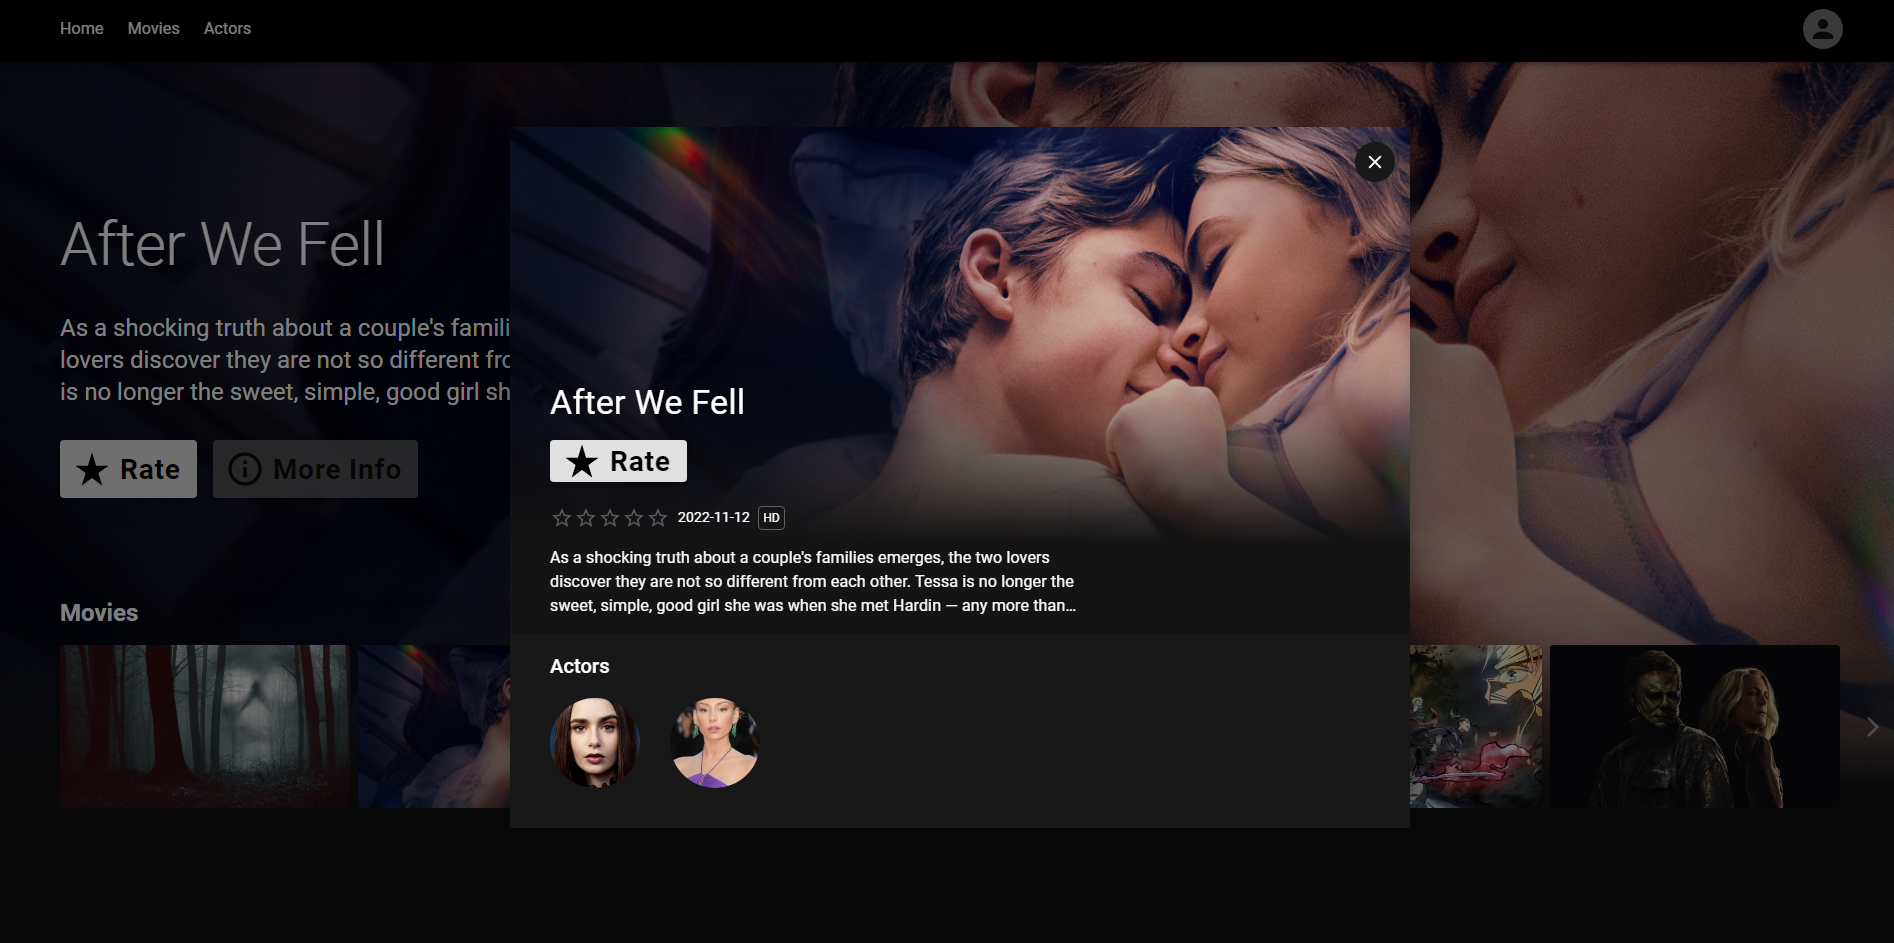 Home Movies Actors
After We Fell
As a shocking truth about a couple's famili
lovers discover they are not so different fro
is no longer the sweet, simple, good girl sh
Rate More Info
Movies
After We Fell
Rate
2022-11-12 HD
As a shocking truth about a couple's families emerges, the two lovers
discover they are not so different from each other. Tessa is no longer the
sweet, simple, good girl she was when she met Hardin — any more than...
Actors